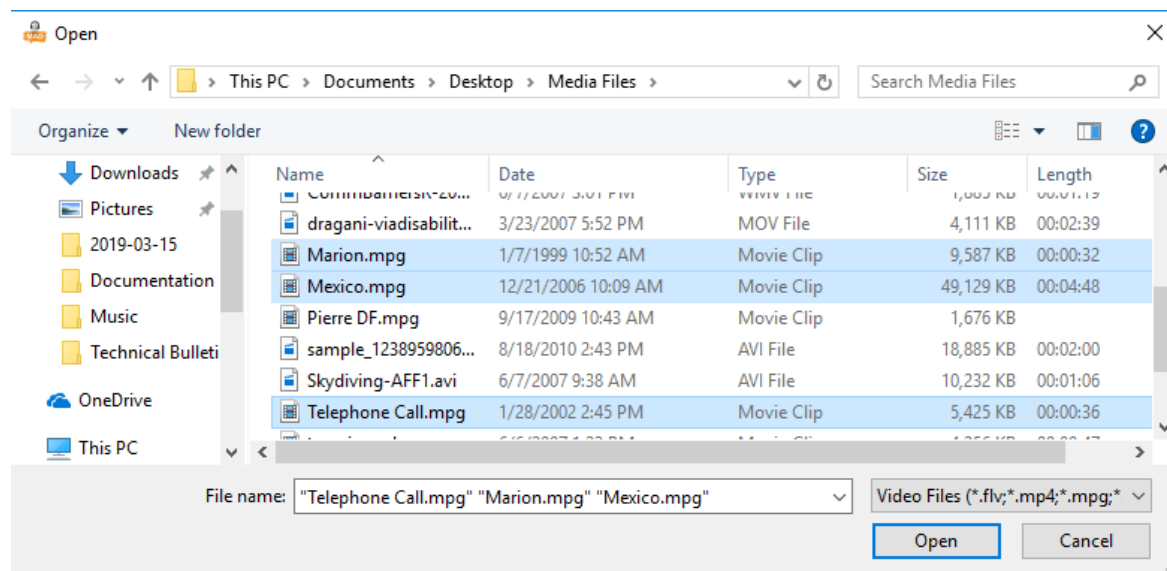 Open
This PC > Documents > Desktop > Media Files >
Search Media Files
Organize
New folder
Downloads
Pictures
2019-03-15
Documentation
Music
Technical Bulleti
OneDrive
This PC
Name Date Type Size Length
dragani-viadisabilit... 3/23/2007 5:52 PM MOV File 4,111 KB 00:02:39
Marion.mpg 1/7/1999 10:52 AM Movie Clip 9,587 KB 00:00:32
Mexico.mpg 12/21/2006 10:09 AM Movie Clip 49,129 KB 00:04:48
Pierre DF.mpg 9/17/2009 10:43 AM Movie Clip 1,676 KB
sample_1238959806... 8/18/2010 2:43 PM AVI File 18,885 KB 00:02:00
Skydiving-AFF1.avi 6/7/2007 9:38 AM AVI File 10,232 KB 00:01:06
Telephone Call.mpg 1/28/2002 2:45 PM Movie Clip 5,425 KB 00:00:36
File name: "Telephone Call.mpg" "Marion.mpg" "Mexico.mpg"
Video Files (*.flv;*.mp4;*.mpg;*
Open
Cancel